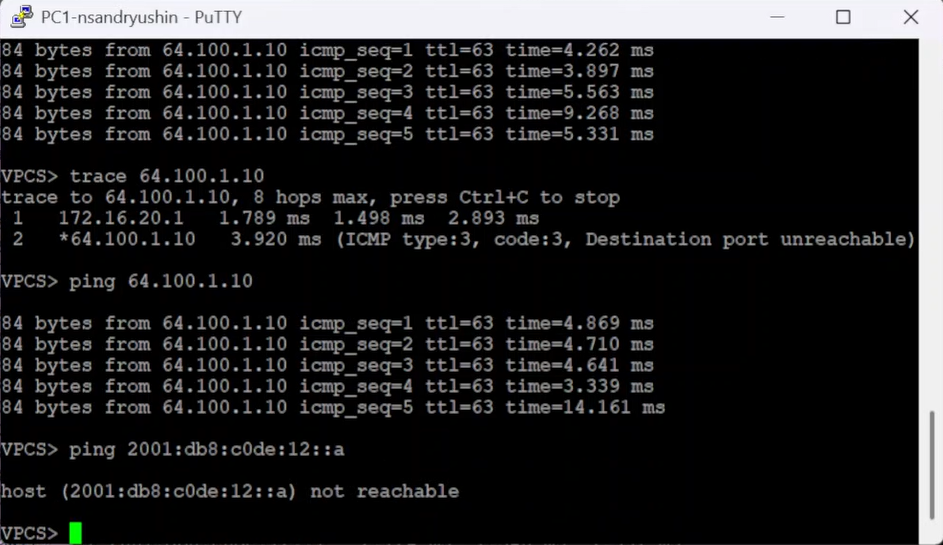 PC1-nsandryushin - PuTTY
84 bytes from 64.100.1.10 icmp_seq=1 ttl=63 time=4.262 ms
84 bytes from 64.100.1.10 icmp_seq=2 ttl=63 time=3.897 ms
84 bytes from 64.100.1.10 icmp_seq=3 ttl=63 time=5.563 ms
84 bytes from 64.100.1.10 icmp_seq=4 ttl=63 time=9.268 ms
84 bytes from 64.100.1.10 icmp_seq=5 ttl=63 time=5.331 ms
VPCS> trace 64.100.1.10
trace to 64.100.1.10, 8 hops max, press Ctrl+C to stop
1 172.16.20.1 1.789 ms 1.498 ms 2.893 ms
2 *64.100.1.10 3.920 ms (ICMP type:3, code:3, Destination port unreachable)
VPCS> ping 64.100.1.10
84 bytes from 64.100.1.10 icmp_seq=1 ttl=63 time=4.869 ms
84 bytes from 64.100.1.10 icmp_seq=2 ttl=63 time=4.710 ms
84 bytes from 64.100.1.10 icmp_seq=3 ttl=63 time=4.641 ms
84 bytes from 64.100.1.10 icmp_seq=4 ttl=63 time=3.339 ms
84 bytes from 64.100.1.10 icmp_seq=5 ttl=63 time=14.161 ms
VPCS> ping 2001:db8:c0de:12::a
host (2001:db8:c0de:12::a) not reachable
VPCS>